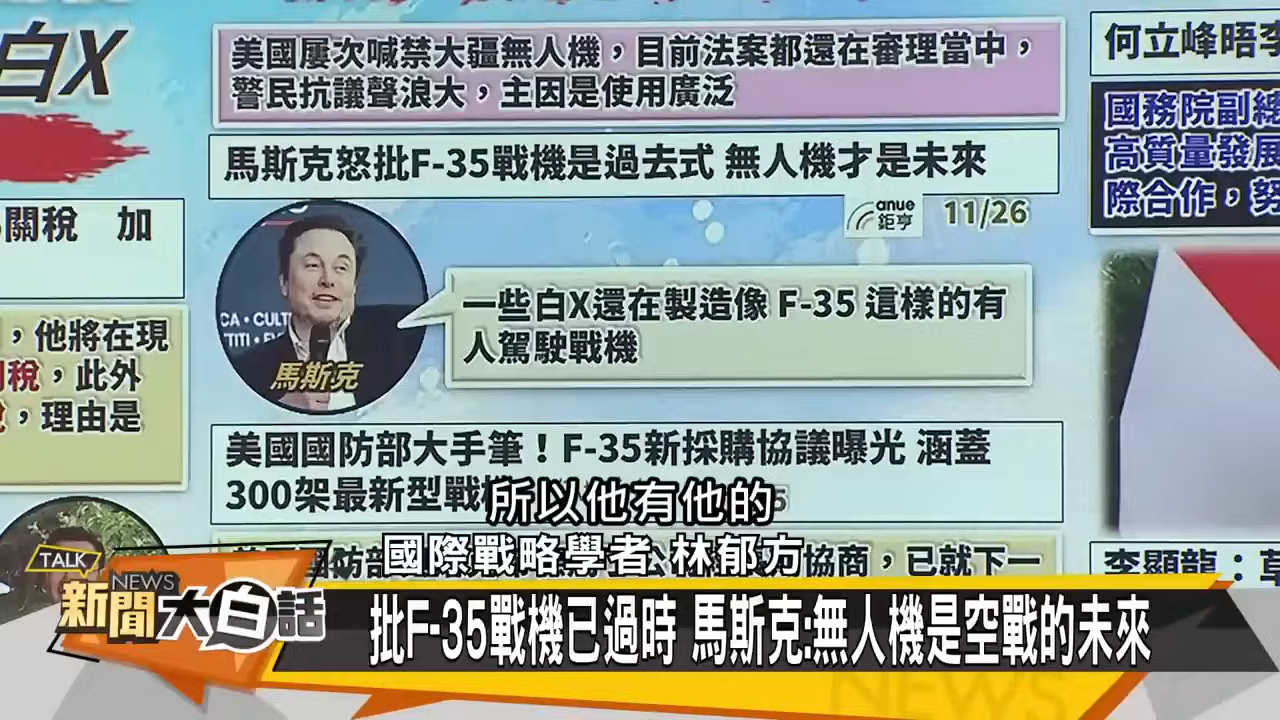 白X
美國屢次喊禁大疆無人機，目前法案都還在審理當中，
警民抗議聲浪大，主因是使用廣泛
馬斯克怒批F-35戰機是過去式 無人機才是未來
anue
鉅亨
11/26
CA • CULT
TITI • EV
馬斯克
一些白X還在製造像 F-35 這樣的有
人駕駛戰機
美國國防部大手筆！F-35新採購協議曝光 涵蓋
300架最新型戰機
關稅 加
，他將在現
稅，此外
，理由是
何立峰晤李
國務院副總
高質量發展
際合作，努
李顯龍：草
所以他有他的
國際戰略學者 林郁方
協商，已就下一
TALK
NEWS
新聞大白話
批F-35戰機已過時 馬斯克:無人機是空戰的未來
NEWS